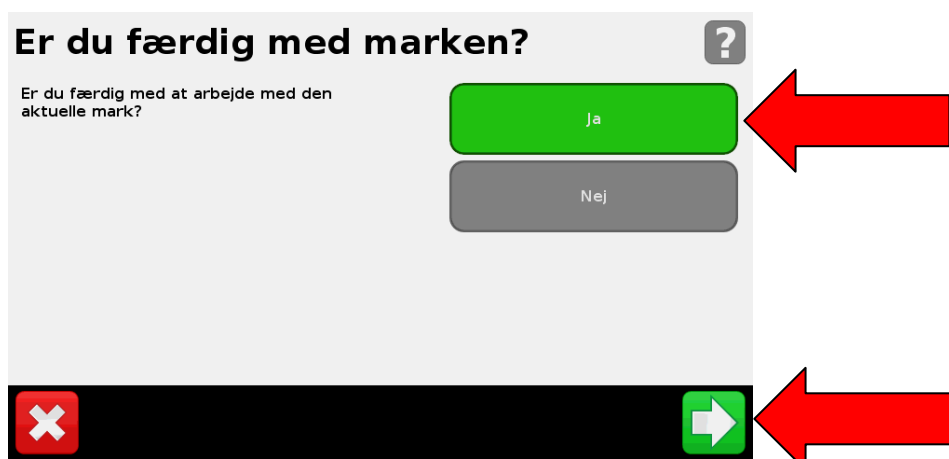 Er du færdig med marken?
?
Er du færdig med at arbejde med den
aktuelle mark?
Ja
Nej